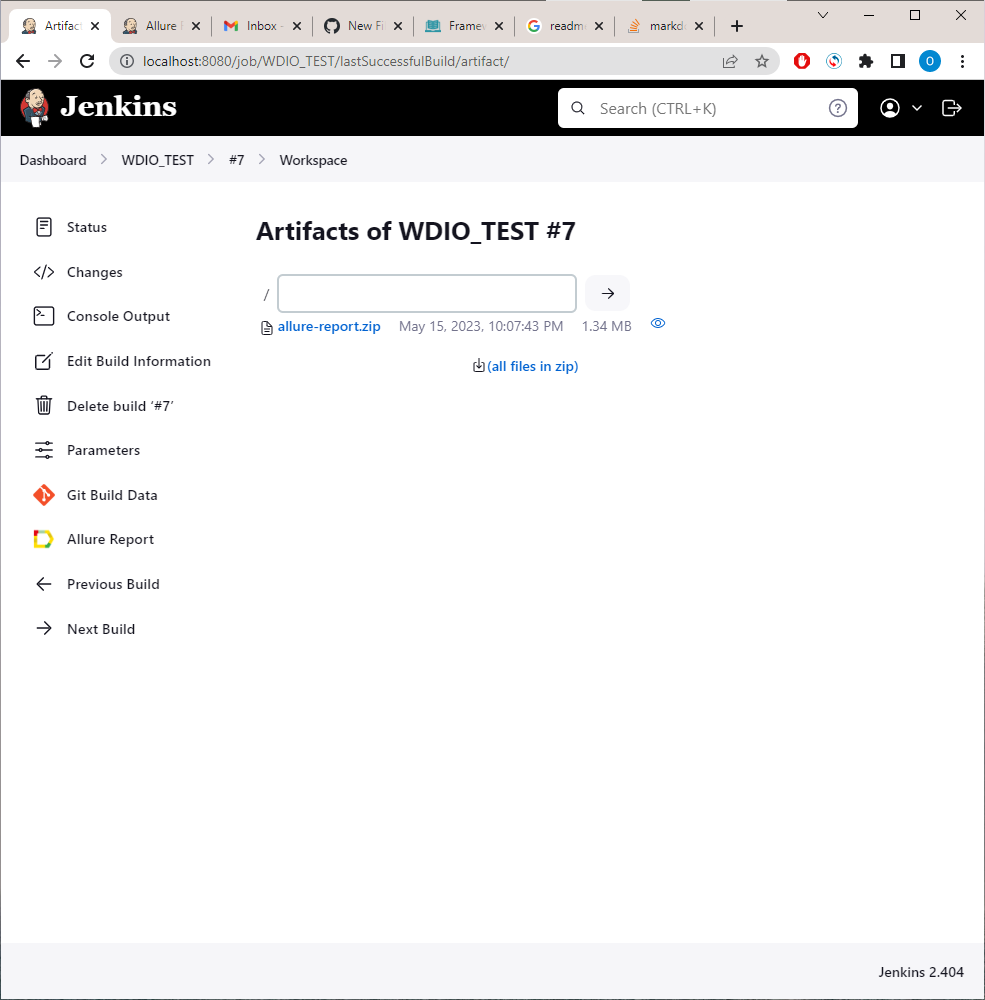 Artifac Allure Inbox - New Fi Framew readm markd
localhost:8080/job/WDIO_TEST/lastSuccessfulBuild/artifact/
O
Jenkins
Search (CTRL+K)
Dashboard WDIO_TEST #7 Workspace
Status
Changes
Console Output
Edit Build Information
Delete build ‘#7’
Parameters
Git Build Data
Allure Report
Previous Build
Next Build
Artifacts of WDIO_TEST #7
/
allure-report.zip May 15, 2023, 10:07:43 PM 1.34 MB
(all files in zip)
Jenkins 2.404